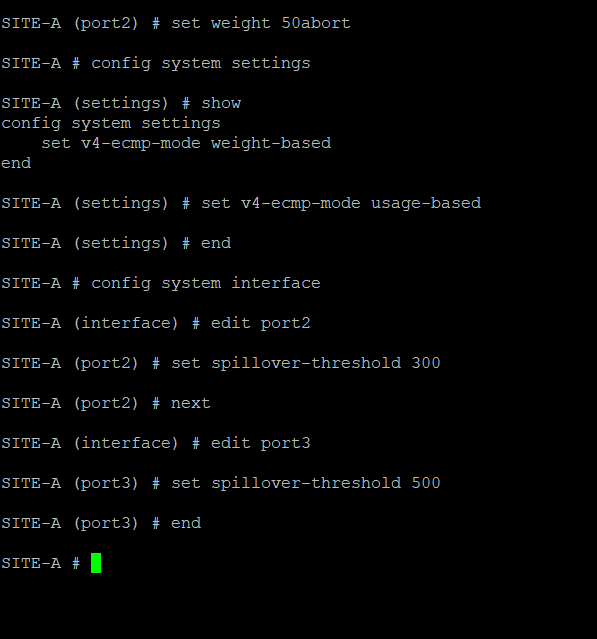 SITE-A (port2) # set weight 50abort
SITE-A # config system settings
SITE-A (settings) # show
config system settings
    set v4-ecmp-mode weight-based
end
SITE-A (settings) # set v4-ecmp-mode usage-based
SITE-A (settings) # end
SITE-A # config system interface
SITE-A (interface) # edit port2
SITE-A (port2) # set spillover-threshold 300
SITE-A (port2) # next
SITE-A (interface) # edit port3
SITE-A (port3) # set spillover-threshold 500
SITE-A (port3) # end
SITE-A #